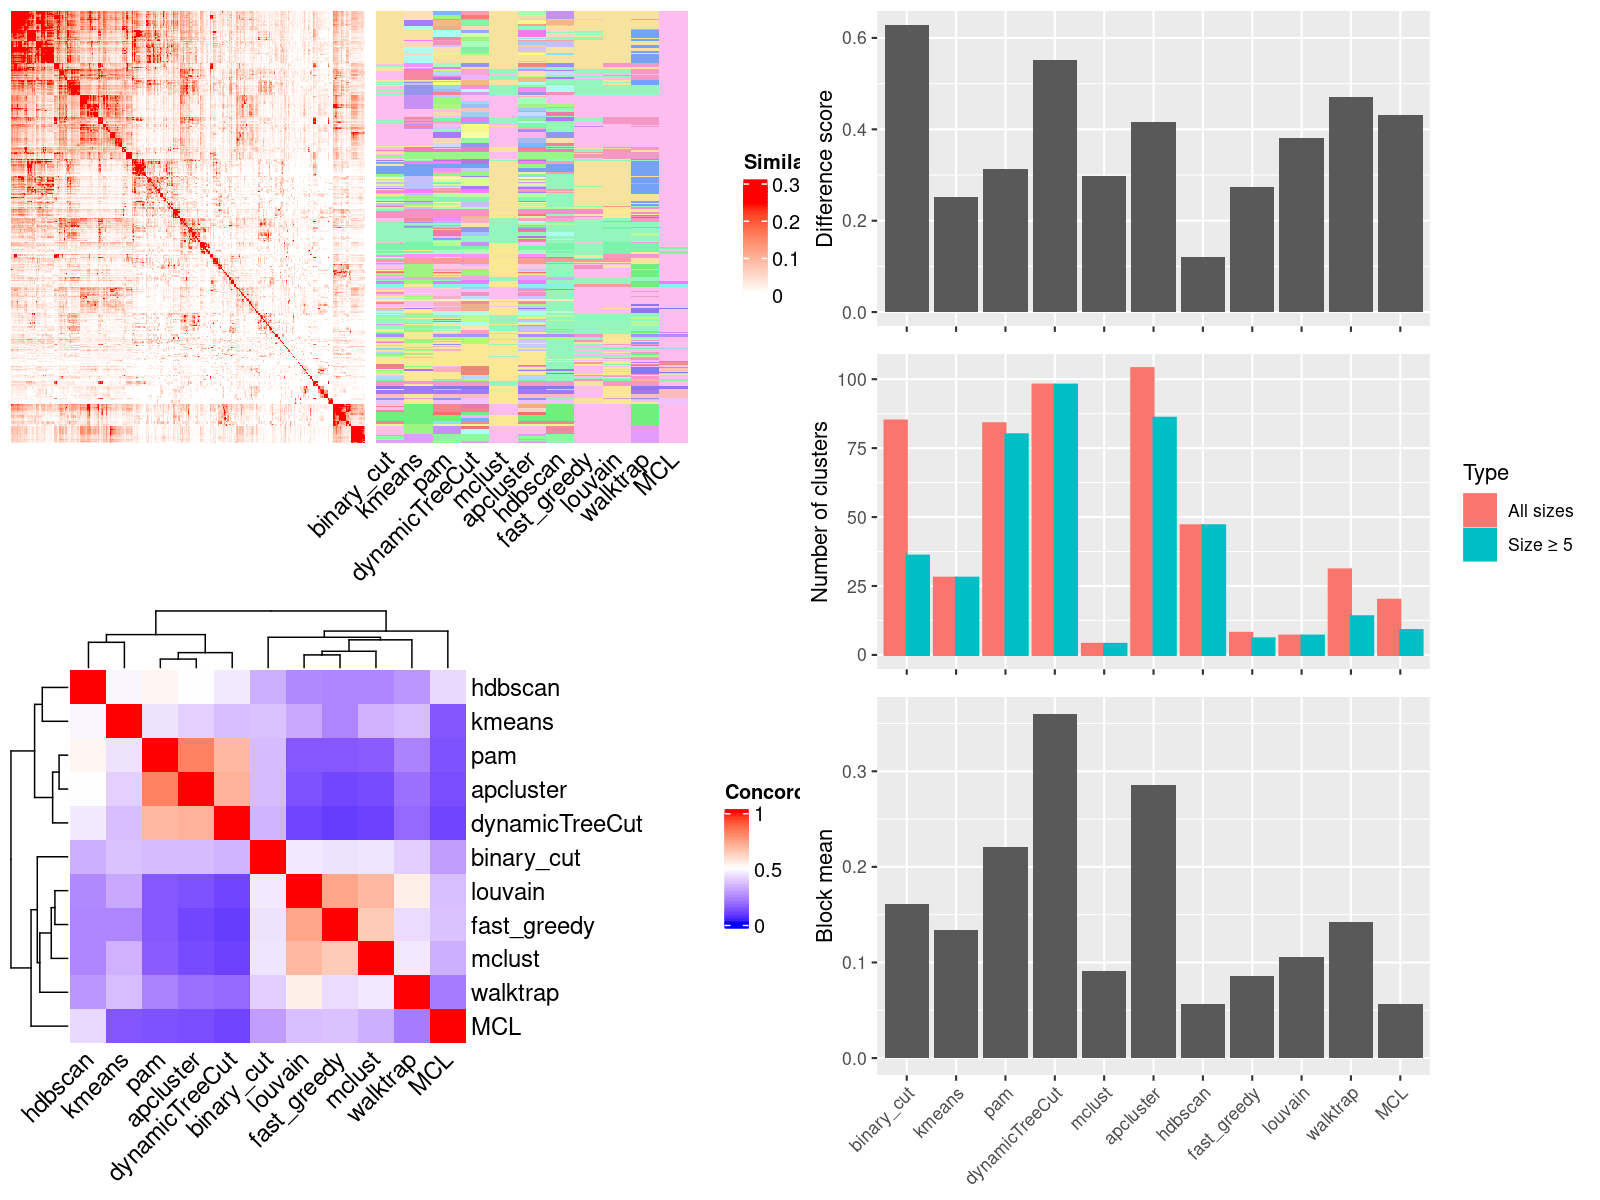 Simila
0.3
0.2
0.1
0
binary_cut
kmeans
pam
dynamicTreeCut
mclust
apcluster
hdbscan
fast_greedy
louvain
walktrap
MCL
hdbscan
kmeans
pam
apcluster
dynamicTreeCut
binary_cut
louvain
fast_greedy
mclust
walktrap
MCL
hdbscan
kmeans
pam
apcluster
dynamicTreeCut
binary_cut
louvain
fast_greedy
mclust
walktrap
MCL
Concord
1
0.5
0
Difference score
0.6
0.4
0.2
0.0
Number of clusters
100
75
50
25
0
Type
All sizes
Size ≥ 5
Block mean
0.3
0.2
0.1
0.0
binary_cut
kmeans
pam
dynamicTreeCut
mclust
apcluster
hdbscan
fast_greedy
louvain
walktrap
MCL